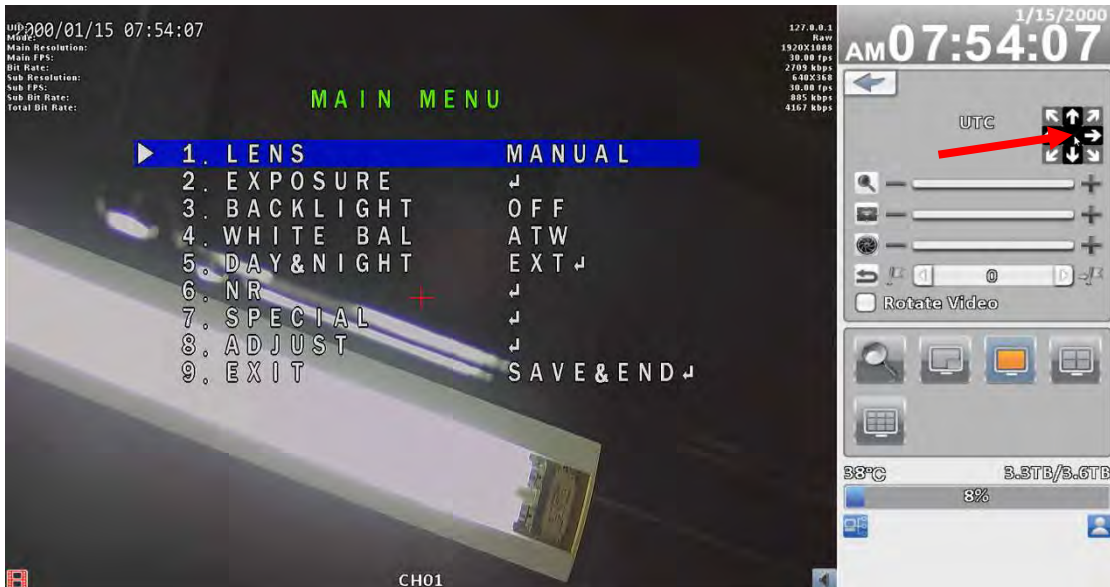 2000/01/15 07:54:07
UID:
Mode:
Main Resolution:
Main FPS:
Bit Rate:
Sub Resolution:
Sub FPS:
Sub Bit Rate:
Total Bit Rate:
127.0.0.1
Raw
1920X1088
30.00 fps
2709 kbps
640X368
30.00 fps
885 kbps
4167 kbps
MAIN MENU
1. LENS MANUAL
2. EXPOSURE ↲
3. BACKLIGHT OFF
4. WHITE BAL ATW
5. DAY&NIGHT EXT↲
6. NR ↲
7. SPECIAL ↲
8. ADJUST ↲
9. EXIT SAVE&END↲
CH01
1/15/2000
AM07:54:07
UTC
0
Rotate Video
38°C 3.3TB/3.6TB
8%